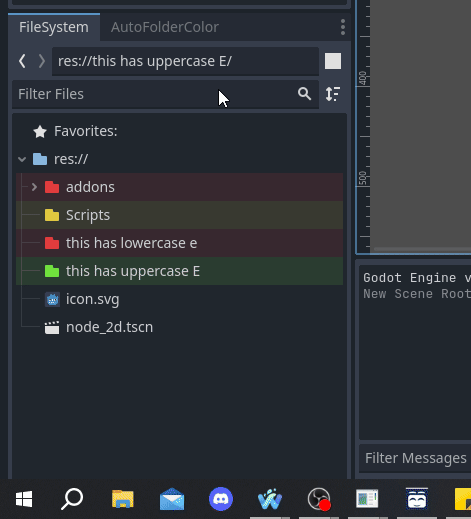 FileSystem AutoFolderColor
res://this has uppercase E/
Filter Files
Favorites:
res://
addons
Scripts
this has lowercase e
this has uppercase E
icon.svg
node_2d.tscn
400
500
Godot Engine v
New Scene Root
Filter Messages